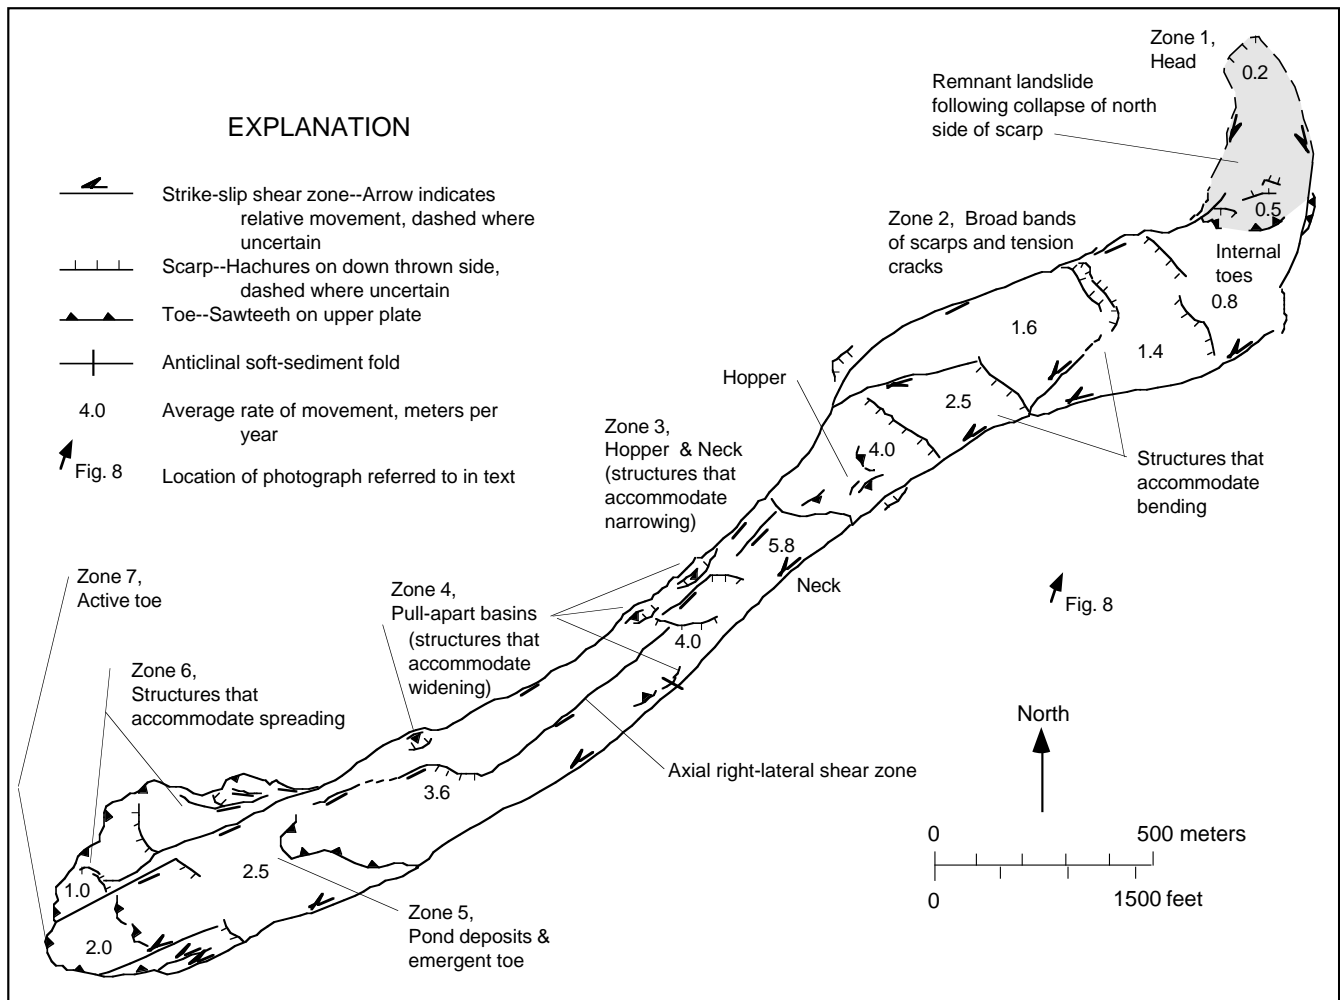 EXPLANATION
Strike-slip shear zone--Arrow indicates
relative movement, dashed where
uncertain
Scarp--Hachures on down thrown side,
dashed where uncertain
Toe--Sawteeth on upper plate
Anticlinal soft-sediment fold
4.0
Average rate of movement, meters per
year
Fig. 8
Location of photograph referred to in text
Zone 1,
Head
0.2
Remnant landslide
following collapse of north
side of scarp
0.5
Internal
toes
0.8
Zone 2, Broad bands
of scarps and tension
cracks
1.6
1.4
Hopper
2.5
4.0
Structures that
accommodate
bending
Zone 3,
Hopper & Neck
(structures that
accommodate
narrowing)
5.8
Neck
Fig. 8
Zone 4,
Pull-apart basins
(structures that
accommodate
widening)
4.0
Zone 7,
Active toe
Zone 6,
Structures that
accommodate spreading
Axial right-lateral shear zone
3.6
2.5
1.0
2.0
Zone 5,
Pond deposits &
emergent toe
North
0
500 meters
0
1500 feet